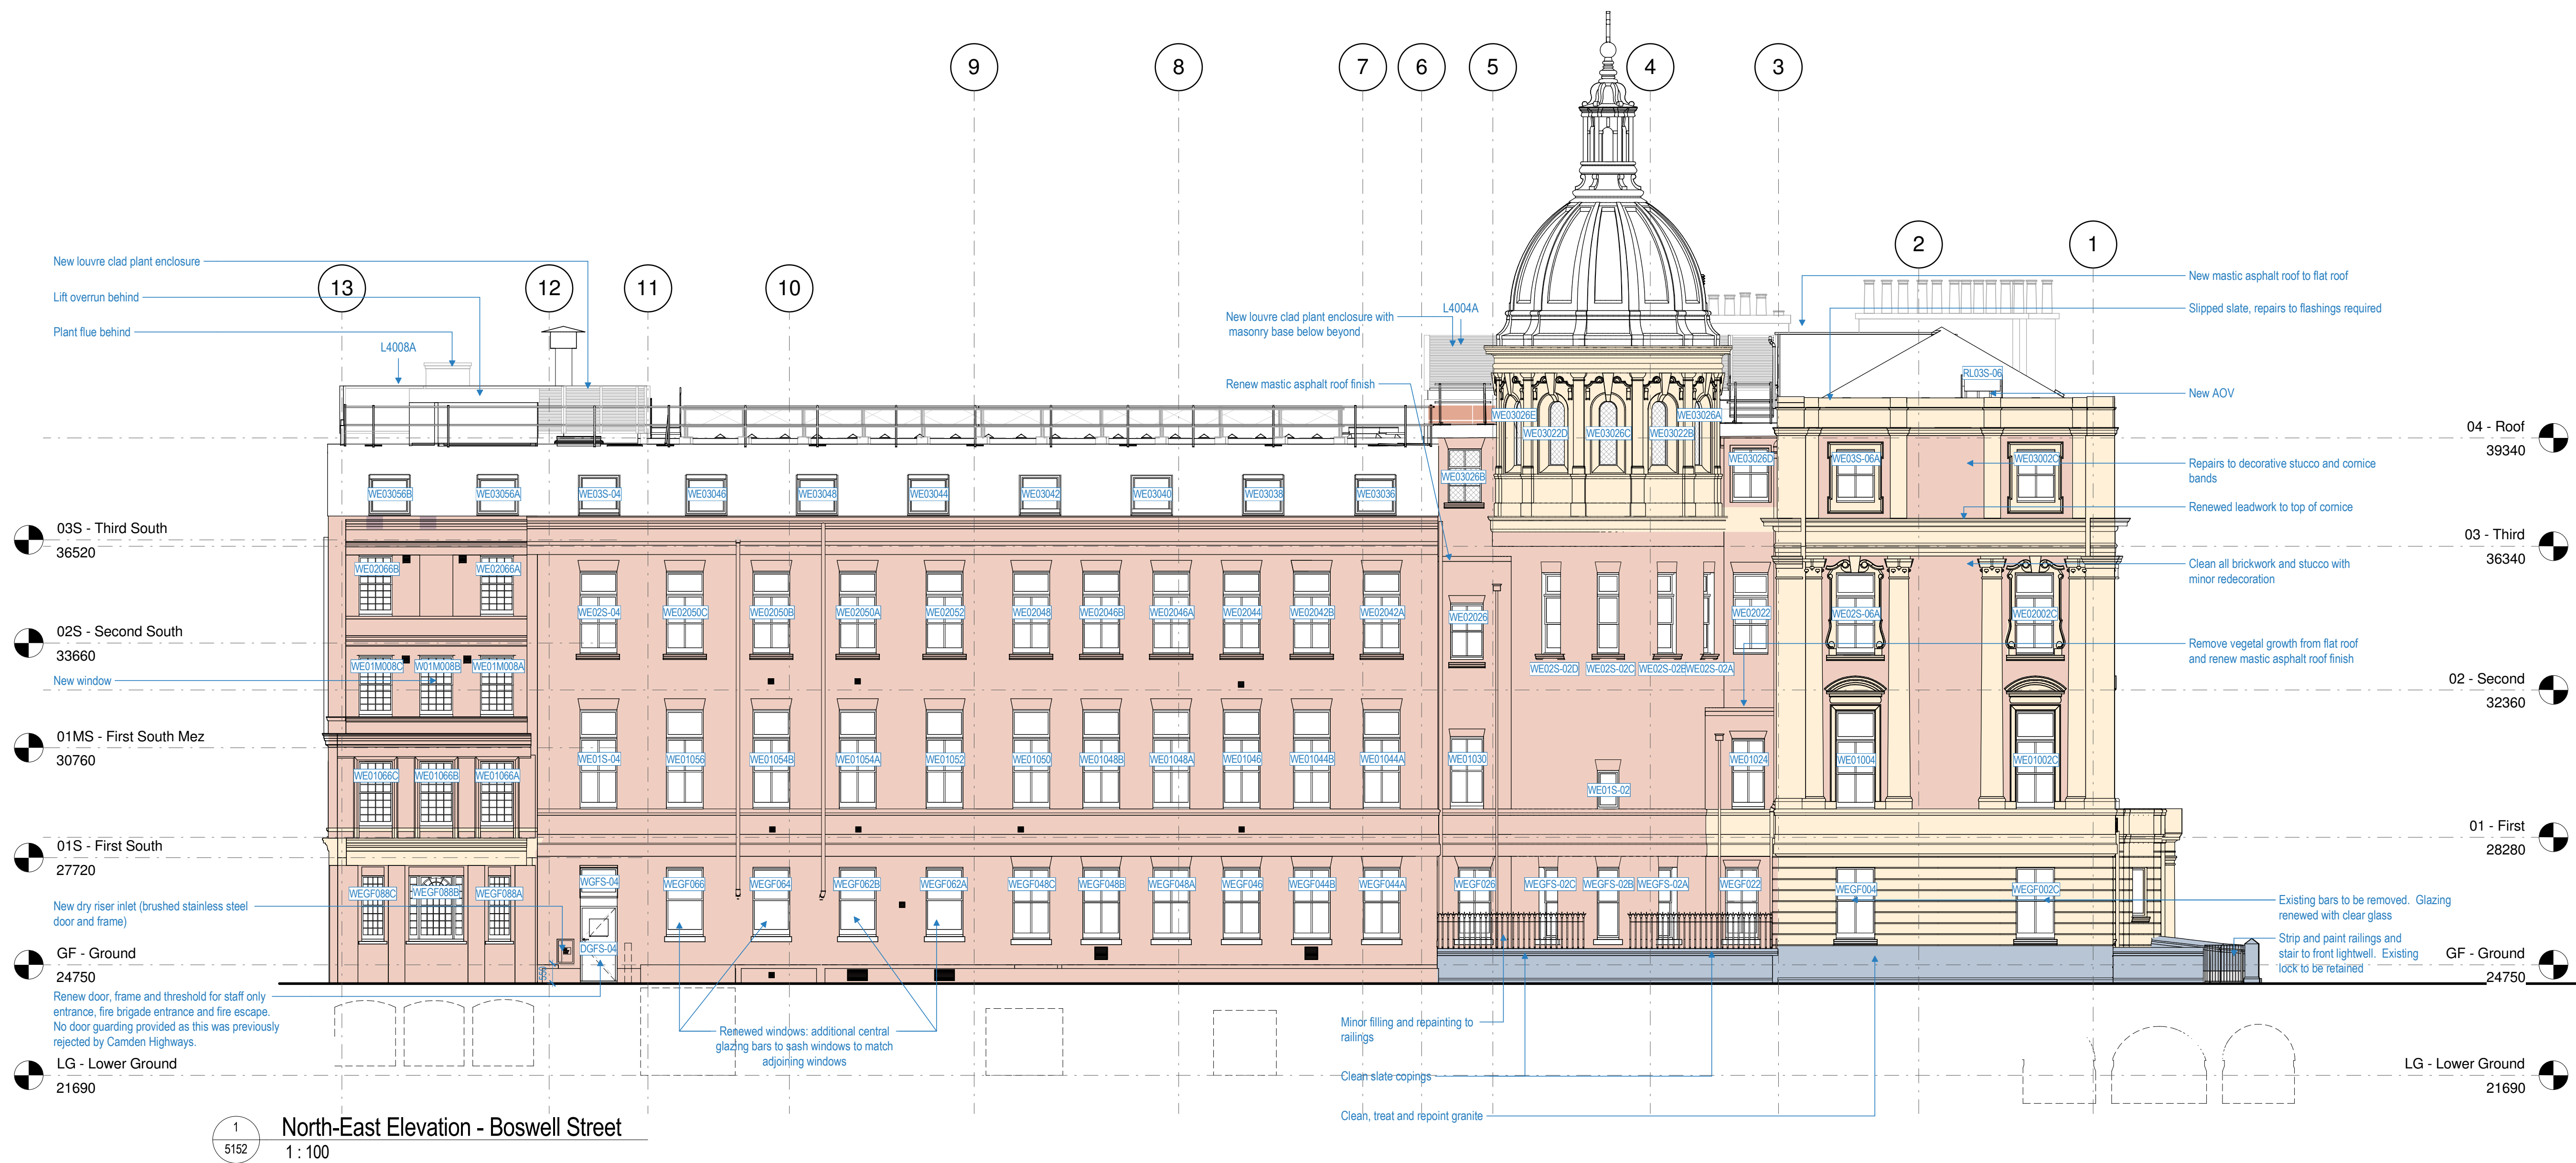 9
8
7
6
5
4
3
2
1
13
12
11
10
New louvre clad plant enclosure
Lift overrun behind
Plant flue behind
L4008A
New louvre clad plant enclosure with
masonry base below beyond
L4004A
Renew mastic asphalt roof finish
New mastic asphalt roof to flat roof
Slipped slate, repairs to flashings required
RL03S-06
New AOV
04 - Roof
39340
Repairs to decorative stucco and cornice
bands
Renewed leadwork to top of cornice
03 - Third
36340
Clean all brickwork and stucco with
minor redecoration
Remove vegetal growth from flat roof
and renew mastic asphalt roof finish
02 - Second
32360
01 - First
28280
Existing bars to be removed. Glazing
renewed with clear glass
Strip and paint railings and
stair to front lightwell. Existing
lock to be retained
GF - Ground
24750
LG - Lower Ground
21690
03S - Third South
36520
02S - Second South
33660
New window
01MS - First South Mez
30760
01S - First South
27720
New dry riser inlet (brushed stainless steel
door and frame)
GF - Ground
24750
Renew door, frame and threshold for staff only
entrance, fire brigade entrance and fire escape.
No door guarding provided as this was previously
rejected by Camden Highways.
LG - Lower Ground
21690
WE03026E WE03026A
WE03022D WE03026C WE03022B
WE03026B WE03026D WE03S-06A WE03002C
WE03056B WE03056A WE03S-04 WE03046 WE03048 WE03044 WE03042 WE03040 WE03038 WE03036
WE02066B WE02066A
WE02S-04 WE02050C WE02050B WE02050A WE02052 WE02048 WE02046B WE02046A WE02044 WE02042B WE02042A WE02026 WE02022 WE02S-06A WE02002C
WE01M008C W01M008B WE01M008A
WE02S-02D WE02S-02C WE02S-02B WE02S-02A
WE01066C WE01066B WE01066A
WE01S-04 WE01056 WE01054B WE01054A WE01052 WE01050 WE01048B WE01048A WE01046 WE01044B WE01044A WE01030 WE01024 WE01004 WE01002C
WE01S-02
WEGF088C WEGF088B WEGF088A
WGFS-04 WEGF066 WEGF064 WEGF062B WEGF062A WEGF048C WEGF048B WEGF048A WEGF046 WEGF044B WEGF044A WEGF026 WEGFS-02C WEGFS-02B WEGFS-02A WEGF022 WEGF004 WEGF002C
DGFS-04
Renewed windows: additional central
glazing bars to sash windows to match
adjoining windows
Minor filling and repainting to
railings
Clean slate copings
Clean, treat and repoint granite
1
5152
North-East Elevation - Boswell Street
1 : 100